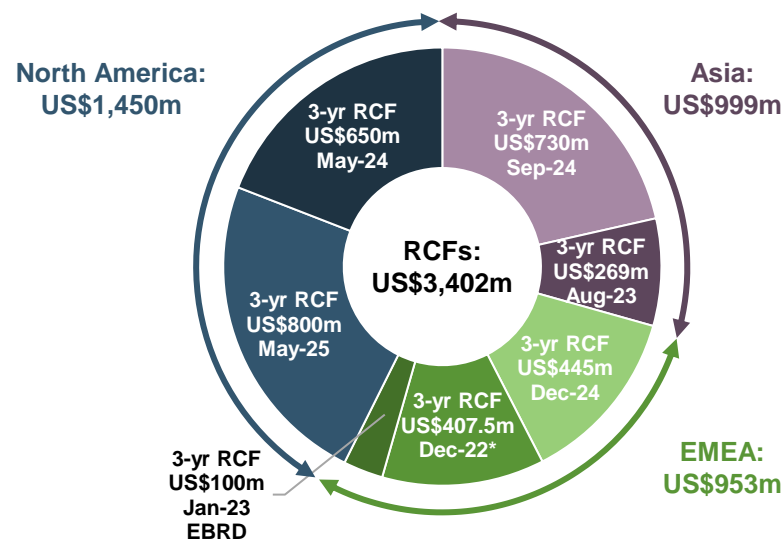 North America:
US$1,450m
Asia:
US$999m
3-yr RCF
US$650m
May-24
3-yr RCF
US$730m
Sep-24
RCFs:
US$3,402m
3-yr RCF
US$269m
Aug-23
3-yr RCF
US$800m
May-25
3-yr RCF
US$445m
Dec-24
3-yr RCF
US$407.5m
Dec-22*
3-yr RCF
US$100m
Jan-23
EBRD
EMEA:
US$953m